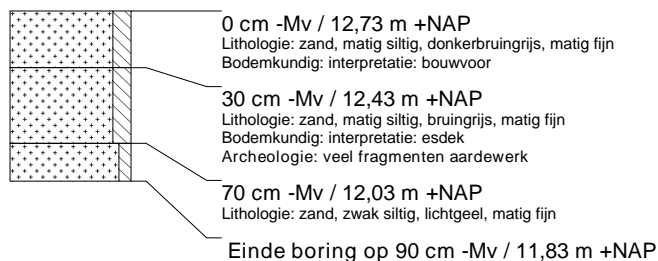 0 cm -Mv / 12,73 m +NAP
Lithologie: zand, matig siltig, donkerbruingrijs, matig fijn
Bodemkundig: interpretatie: bouwvoor
30 cm -Mv / 12,43 m +NAP
Lithologie: zand, matig siltig, bruingrijs, matig fijn
Bodemkundig: interpretatie: esdek
Archeologie: veel fragmenten aardewerk
70 cm -Mv / 12,03 m +NAP
Lithologie: zand, zwak siltig, lichtgeel, matig fijn
Einde boring op 90 cm -Mv / 11,83 m +NAP